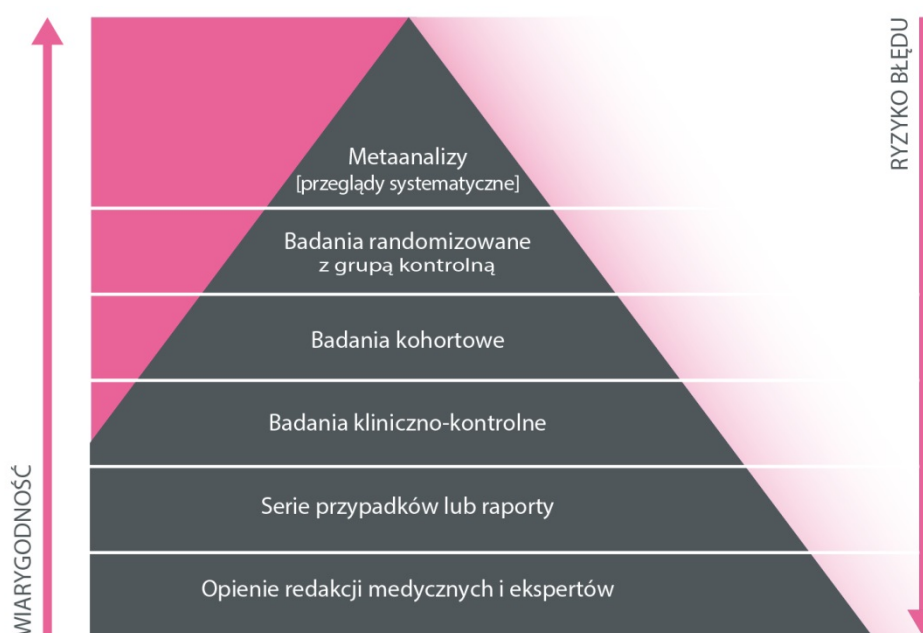 Metaanalizy
[przeglądy systematyczne]
Badania randomizowane
z grupą kontrolną
Badania kohortowe
Badania kliniczno-kontrolne
Serie przypadków lub raporty
Opienie redakcji medycznych i ekspertów
WIARYGODNOŚĆ
RYZYKO BŁĘDU